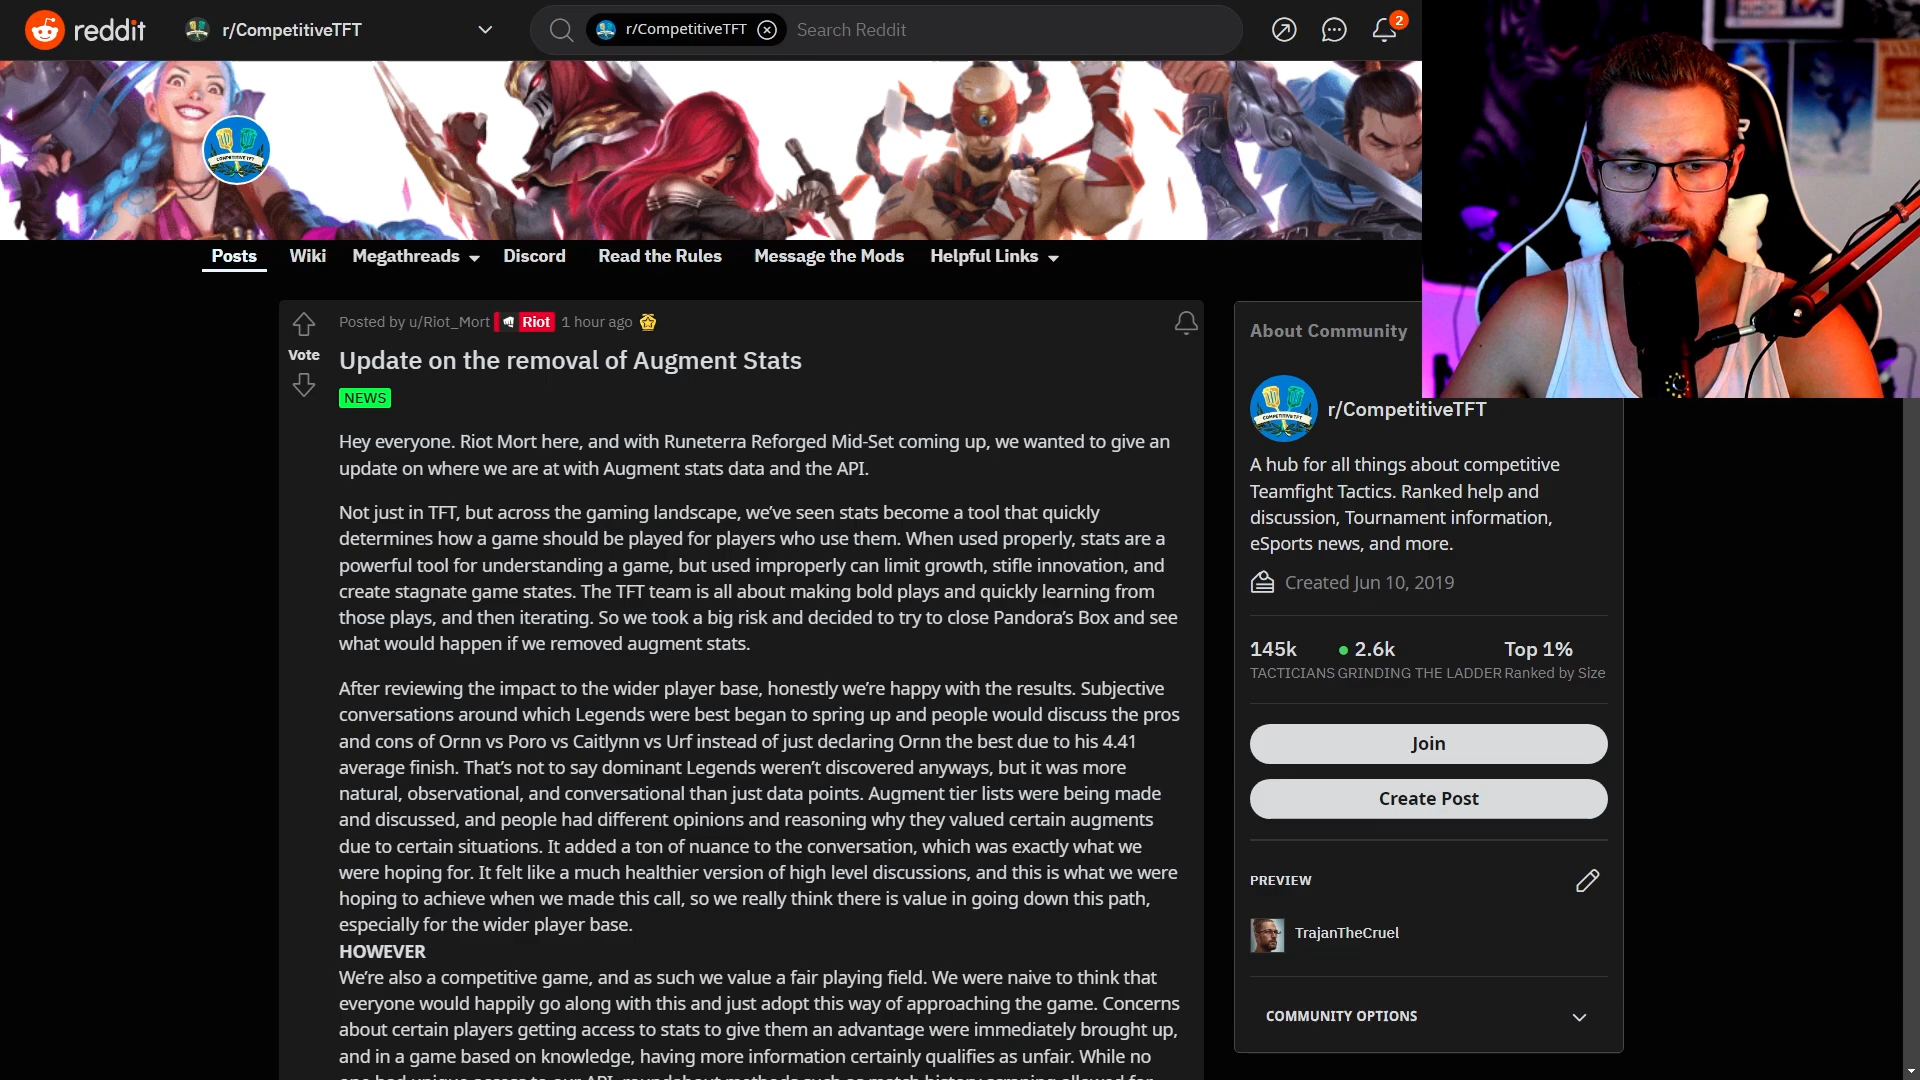 reddit
r/CompetitiveTFT
r/CompetitiveTFT
Search Reddit
2
COMPETITIVE TFT
Posts
Wiki
Megathreads
Discord
Read the Rules
Message the Mods
Helpful Links
Posted by u/Riot_Mort Riot 1 hour ago
Vote
Update on the removal of Augment Stats
NEWS
Hey everyone. Riot Mort here, and with Runeterra Reforged Mid-Set coming up, we wanted to give an
update on where we are at with Augment stats data and the API.
Not just in TFT, but across the gaming landscape, we’ve seen stats become a tool that quickly
determines how a game should be played for players who use them. When used properly, stats are a
powerful tool for understanding a game, but used improperly can limit growth, stifle innovation, and
create stagnate game states. The TFT team is all about making bold plays and quickly learning from
those plays, and then iterating. So we took a big risk and decided to try to close Pandora’s Box and see
what would happen if we removed augment stats.
After reviewing the impact to the wider player base, honestly we’re happy with the results. Subjective
conversations around which Legends were best began to spring up and people would discuss the pros
and cons of Ornn vs Poro vs Caitlynn vs Urf instead of just declaring Ornn the best due to his 4.41
average finish. That’s not to say dominant Legends weren’t discovered anyways, but it was more
natural, observational, and conversational than just data points. Augment tier lists were being made
and discussed, and people had different opinions and reasoning why they valued certain augments
due to certain situations. It added a ton of nuance to the conversation, which was exactly what we
were hoping for. It felt like a much healthier version of high level discussions, and this is what we were
hoping to achieve when we made this call, so we really think there is value in going down this path,
especially for the wider player base.
HOWEVER
We’re also a competitive game, and as such we value a fair playing field. We were naive to think that
everyone would happily go along with this and just adopt this way of approaching the game. Concerns
about certain players getting access to stats to give them an advantage were immediately brought up,
and in a game based on knowledge, having more information certainly qualifies as unfair. While no
About Community
COMPETITIVE TFT
r/CompetitiveTFT
A hub for all things about competitive
Teamfight Tactics. Ranked help and
discussion, Tournament information,
eSports news, and more.
Created Jun 10, 2019
145k
2.6k
Top 1%
TACTICIANS
GRINDING THE LADDER
Ranked by Size
Join
Create Post
PREVIEW
TrajanTheCruel
COMMUNITY OPTIONS